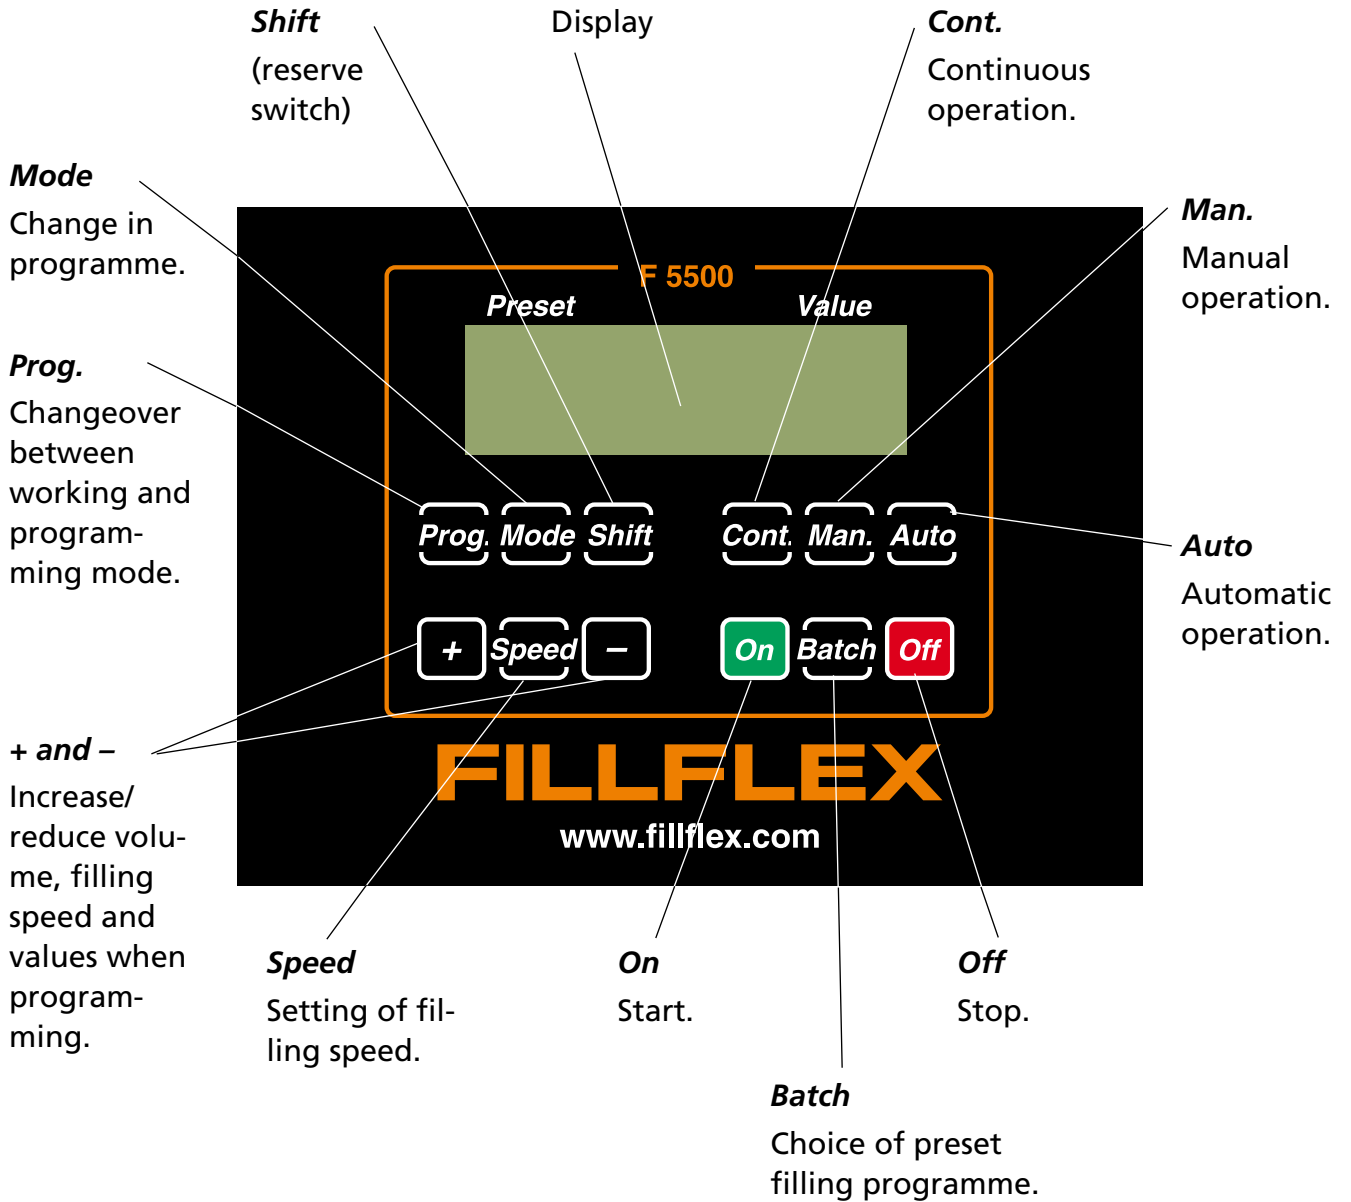 Shift
(reserve
switch)
Display
Cont.
Continuous
operation.
Mode
Change in
programme.
Man.
Manual
operation.
Prog.
Changeover
between
working and
program-
ming mode.
F 5500
Preset Value
Prog. Mode Shift Cont. Man. Auto
Auto
Automatic
operation.
+ Speed – On Batch Off
+ and –
Increase/
reduce volu-
me, filling
speed and
values when
program-
ming.
FILLFLEX
www.fillflex.com
Speed
Setting of fil-
ling speed.
On
Start.
Off
Stop.
Batch
Choice of preset
filling programme.